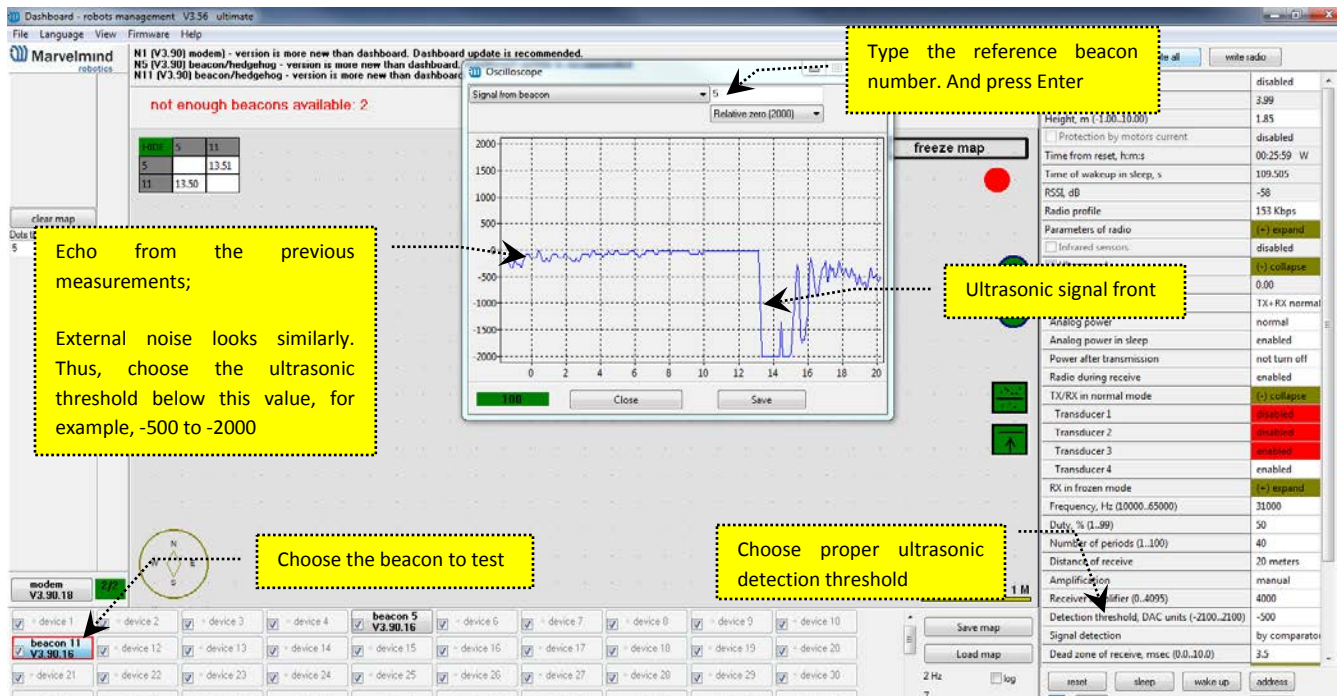 Dashboard - robots management V3.56 ultimate
File Language View Firmware Help
Marvelmind
robotics
N1 (V3.90) modem) - version is more new than dashboard. Dashboard update is recommended.
N5 (V3.90) beacon/hedgehog - version is more new than dashboard.
N11 (V3.90) beacon/hedgehog - version is more new than dashboard
not enough beacons available: 2
HIDE 5 11
5 13.51
11 13.50
clear map
5
Oscilloscope
Signal from beacon 5
Relative zero (2000)
2000
1500
1000
500
0
-500
-1000
-1500
-2000
0 2 4 6 8 10 12 14 16 18 20
100 Close Save
Type the reference beacon
number. And press Enter
Echo from the previous
measurements;
External noise looks similarly.
Thus, choose the ultrasonic
threshold below this value, for
example, -500 to -2000
Ultrasonic signal front
Choose the beacon to test
Choose proper ultrasonic
detection threshold
freeze map
N
W E
S
1 M
modem
V3.90.18
2/2
write radio
disabled
3.99
Height, m (-1.00..10.00) 1.85
Protection by motors current disabled
Time from reset, h:m:s 00:25:59 W
Time of wakeup in sleep, s 109.505
RSSI, dB -58
Radio profile 153 Kbps
Parameters of radio (+) expand
Infrared sensors disabled
(-) collapse
0.00
TX+RX normal
Analog power normal
Analog power in sleep enabled
Power after transmission not turn off
Radio during receive enabled
TX/RX in normal mode (-) collapse
Transducer 1 disabled
Transducer 2 disabled
Transducer 3 enabled
Transducer 4 enabled
RX in frozen mode (+) expand
Frequency, Hz (10000..65000) 31000
Duty, % (1..99) 50
Number of periods (1..100) 40
Distance of receive 20 meters
Amplification manual
Receiver amplifier (0..4095) 4000
Detection threshold, DAC units (-2100..2100) -500
Signal detection by comparato
Dead zone of receive, msec (0.0..10.0) 3.5
reset sleep wake up address
- device 1 - device 2 - device 3 - device 4 beacon 5 V3.90.16 - device 6 - device 7 - device 8 - device 9 - device 10
beacon 11 V3.90.16 - device 12 - device 13 - device 14 - device 15 - device 16 - device 17 - device 18 - device 19 - device 20
- device 21 - device 22 - device 23 - device 24 - device 25 - device 26 - device 27 - device 28 - device 29 - device 30
Save map
Load map
2 Hz log